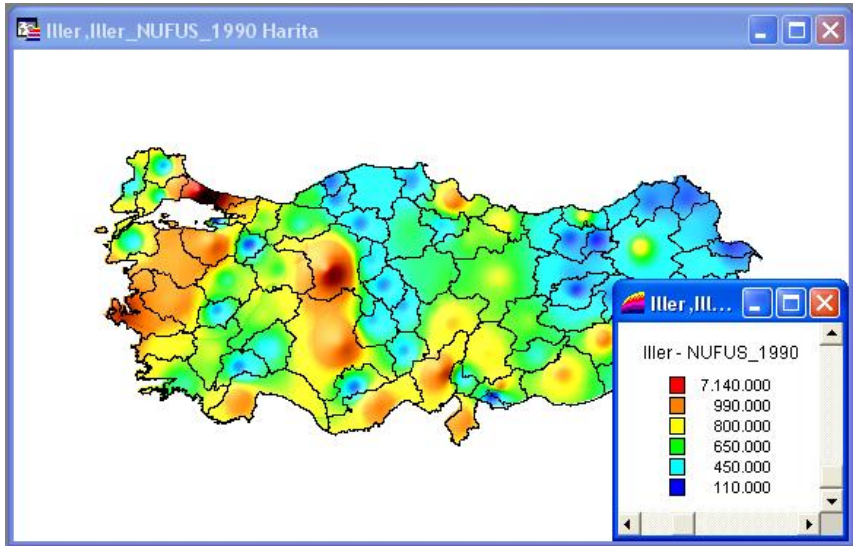 Iller ,Iller_NUFUS_1990 Harita
Iller ,Ill...
Iller - NUFUS_1990
7.140.000
990.000
800.000
650.000
450.000
110.000